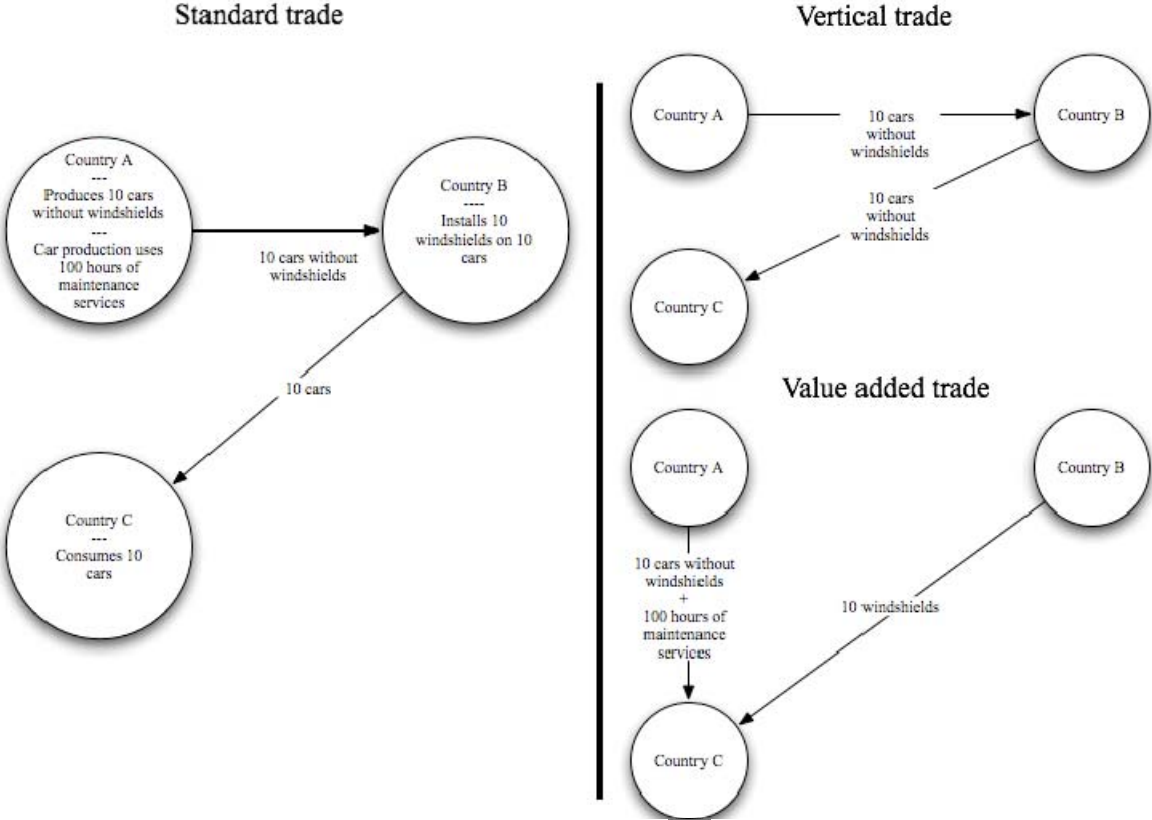 Standard trade
Country A
---
Produces 10 cars
without windshields
---
Car production uses
100 hours of
maintenance
services
10 cars without
windshields
Country B
----
Installs 10
windshields on 10
cars
10 cars
Country C
---
Consumes 10
cars
Vertical trade
Country A
10 cars
without
windshields
Country B
10 cars
without
windshields
Country C
Value added trade
Country A
Country B
10 cars without
windshields
+
100 hours of
maintenance
services
10 windshields
Country C